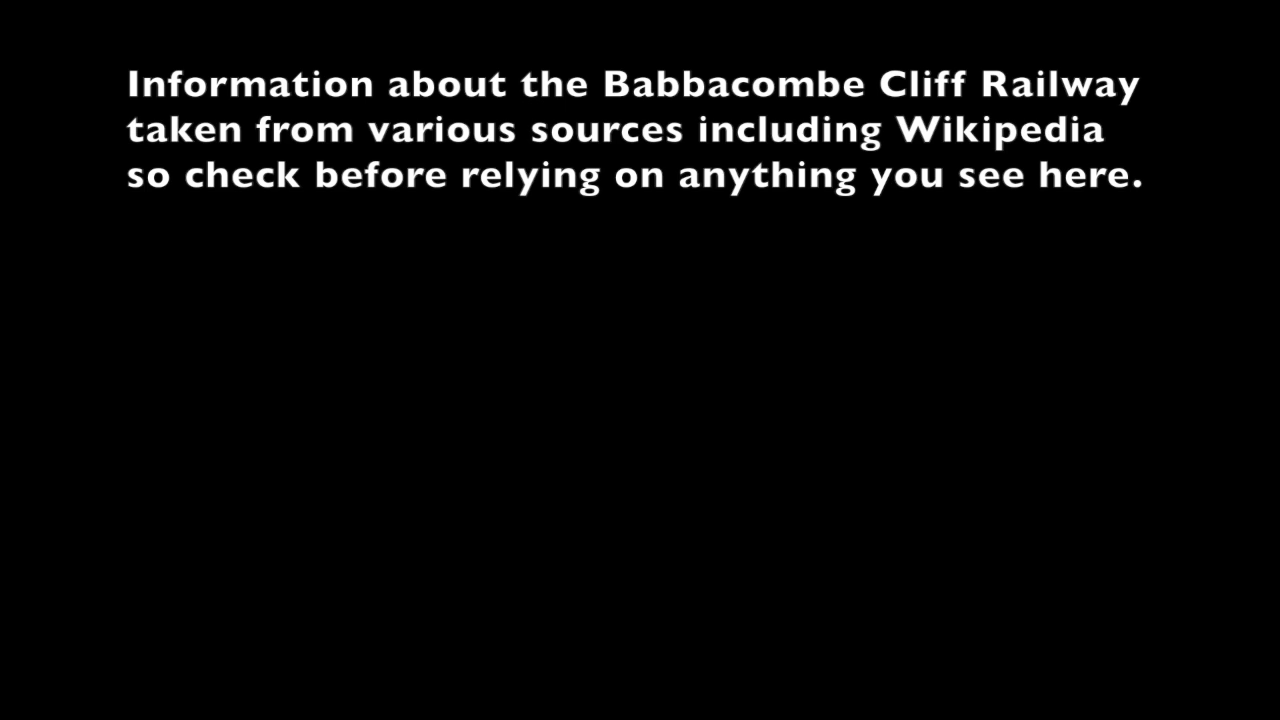 Information about the Babbacombe Cliff Railway
taken from various sources including Wikipedia
so check before relying on anything you see here.